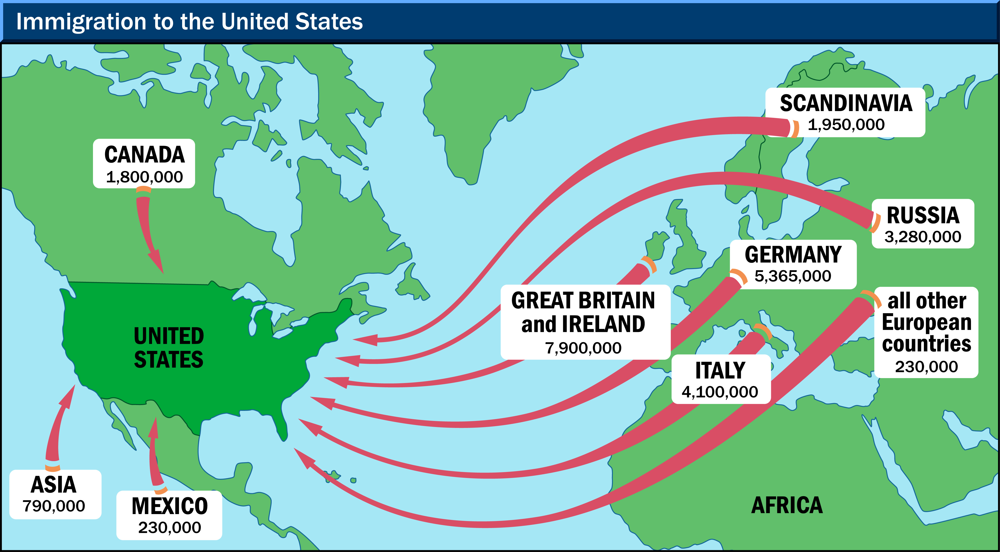 Immigration to the United States
SCANDINAVIA
1,950,000
CANADA
1,800,000
RUSSIA
3,280,000
GERMANY
5,365,000
GREAT BRITAIN
and IRELAND
7,900,000
all other
European
countries
230,000
UNITED
STATES
ITALY
4,100,000
ASIA
790,000
MEXICO
230,000
AFRICA